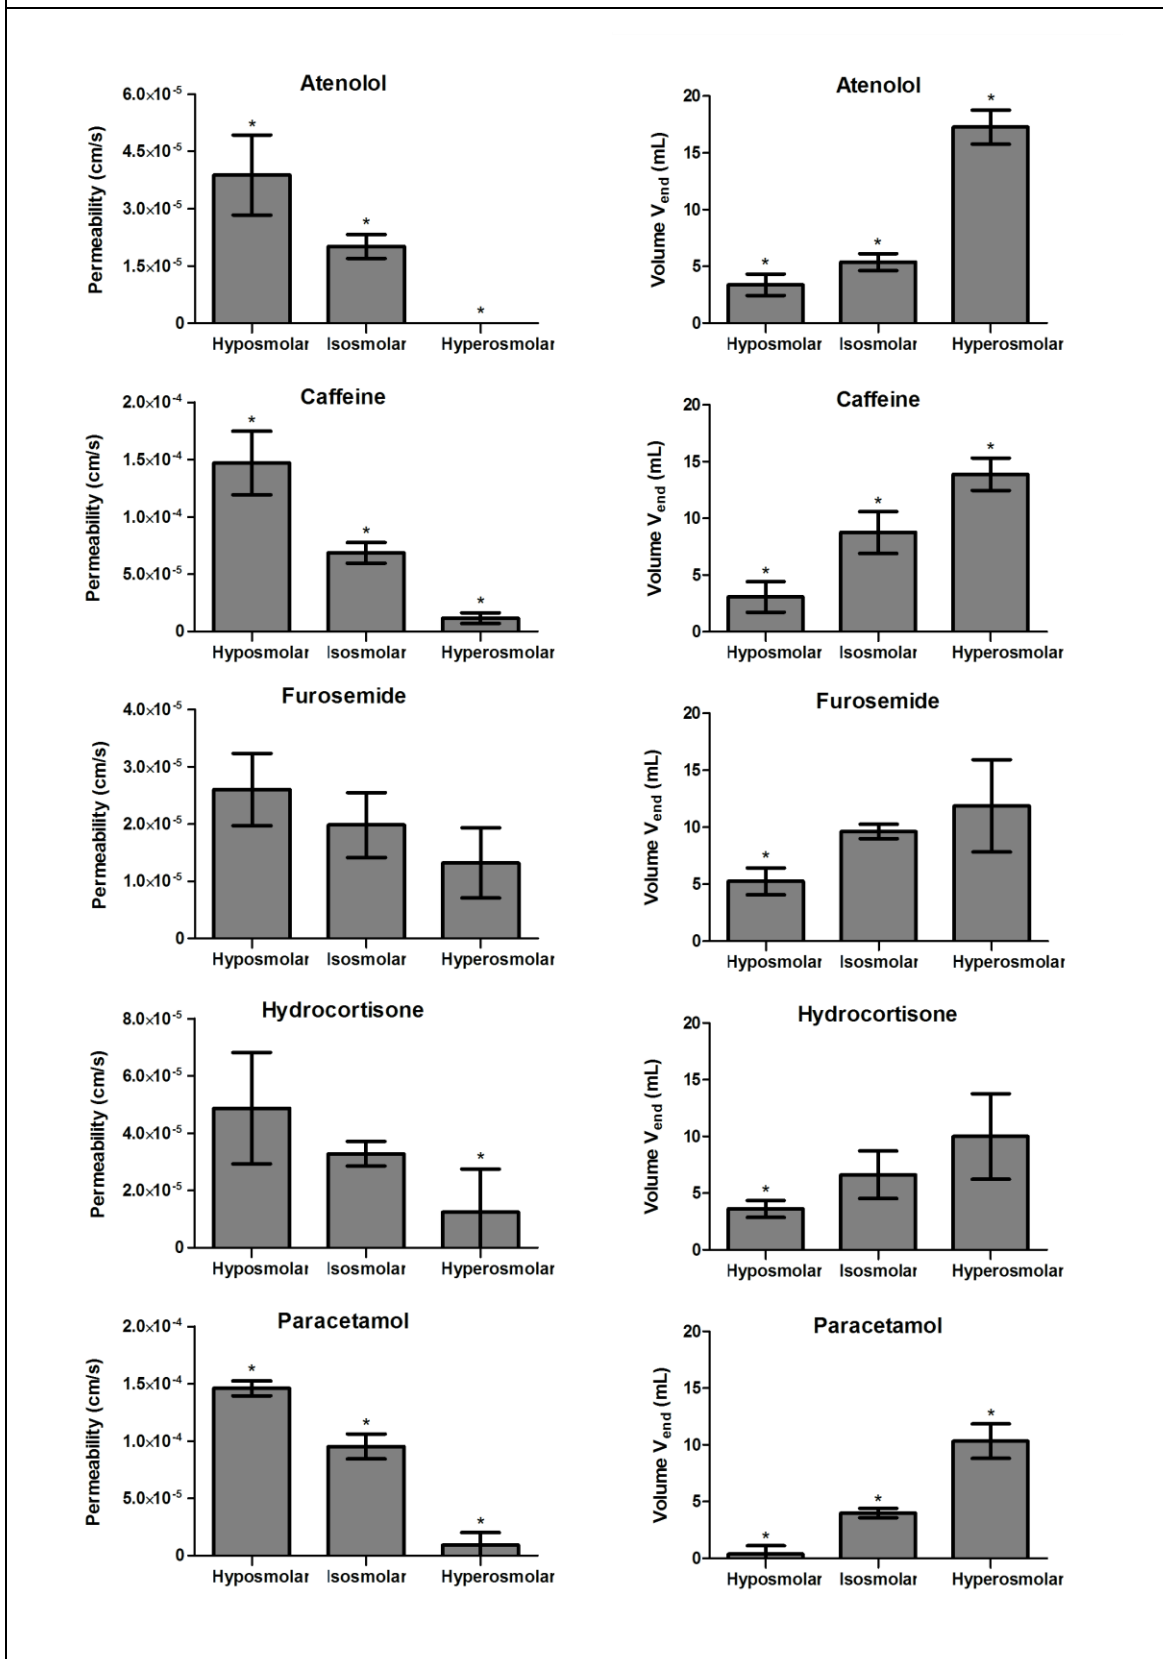 Atenolol
Permeability (cm/s)
6.0×10⁻⁵
4.5×10⁻⁵
3.0×10⁻⁵
1.5×10⁻⁵
0
* * *
Hyposmolar Isosmolar Hyperosmolar
Atenolol
Volume Vend (mL)
20
15
10
5
0
* * *
Hyposmolar Isosmolar Hyperosmolar
Caffeine
Permeability (cm/s)
2.0×10⁻⁴
1.5×10⁻⁴
1.0×10⁻⁴
5.0×10⁻⁵
0
* * *
Hyposmolar Isosmolar Hyperosmolar
Caffeine
Volume Vend (mL)
20
15
10
5
0
* * *
Hyposmolar Isosmolar Hyperosmolar
Furosemide
Permeability (cm/s)
4.0×10⁻⁵
3.0×10⁻⁵
2.0×10⁻⁵
1.0×10⁻⁵
0
Hyposmolar Isosmolar Hyperosmolar
Furosemide
Volume Vend (mL)
20
15
10
5
0
*
Hyposmolar Isosmolar Hyperosmolar
Hydrocortisone
Permeability (cm/s)
8.0×10⁻⁵
6.0×10⁻⁵
4.0×10⁻⁵
2.0×10⁻⁵
0
*
Hyposmolar Isosmolar Hyperosmolar
Hydrocortisone
Volume Vend (mL)
20
15
10
5
0
*
Hyposmolar Isosmolar Hyperosmolar
Paracetamol
Permeability (cm/s)
2.0×10⁻⁴
1.5×10⁻⁴
1.0×10⁻⁴
5.0×10⁻⁵
0
* * *
Hyposmolar Isosmolar Hyperosmolar
Paracetamol
Volume Vend (mL)
20
15
10
5
0
* * *
Hyposmolar Isosmolar Hyperosmolar